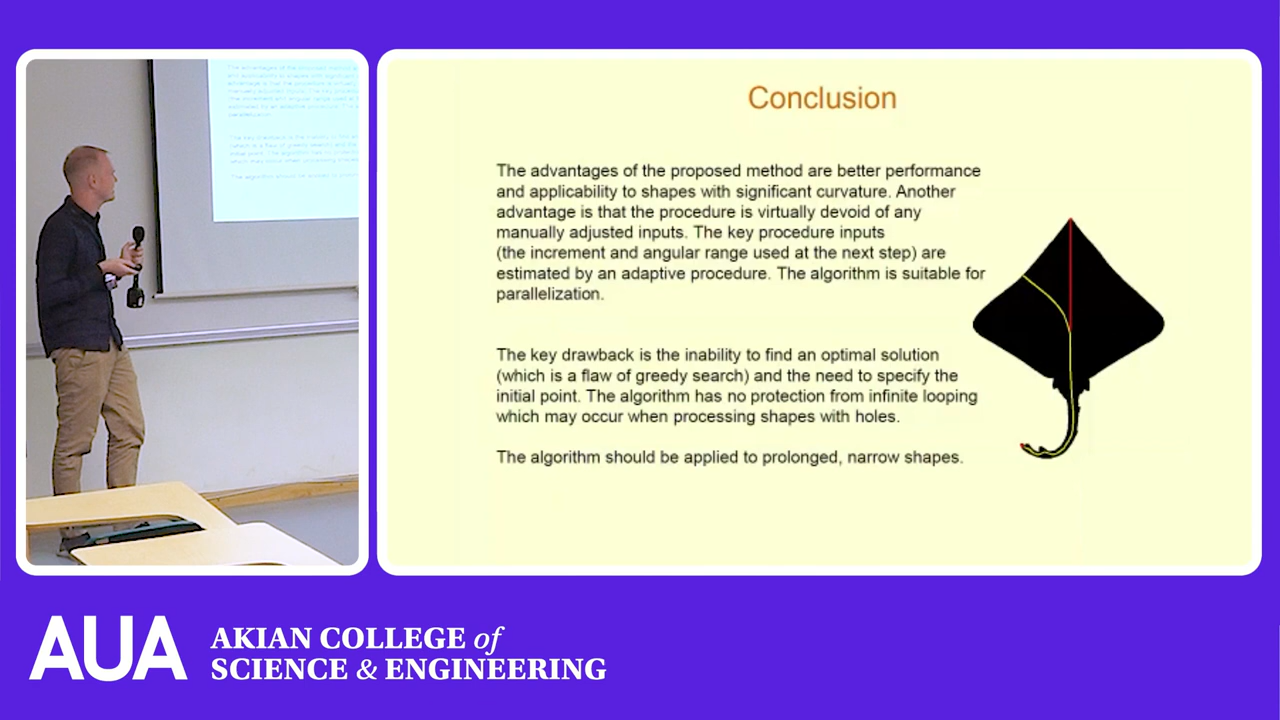 Conclusion
The advantages of the proposed method are better performance
and applicability to shapes with significant curvature. Another
advantage is that the procedure is virtually devoid of any
manually adjusted inputs. The key procedure inputs
(the increment and angular range used at the next step) are
estimated by an adaptive procedure. The algorithm is suitable for
parallelization.
The key drawback is the inability to find an optimal solution
(which is a flaw of greedy search) and the need to specify the
initial point. The algorithm has no protection from infinite looping
which may occur when processing shapes with holes.
The algorithm should be applied to prolonged, narrow shapes.
AUA
AKIAN COLLEGE of
SCIENCE & ENGINEERING